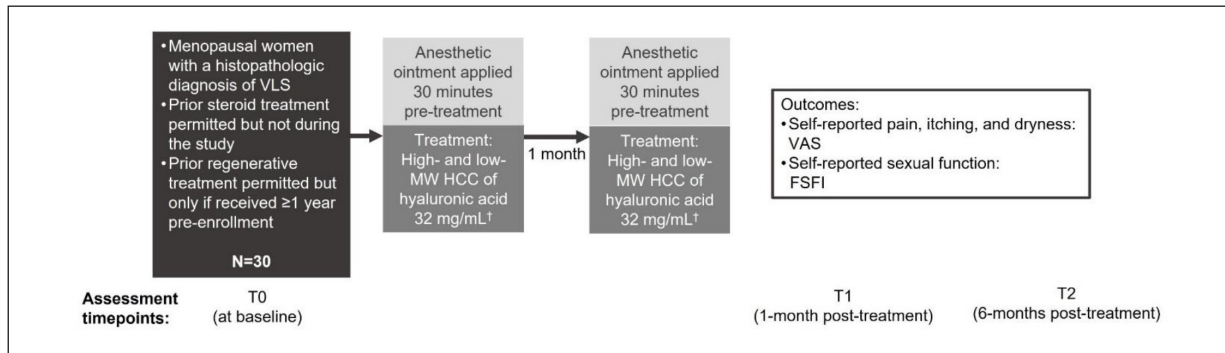 •Menopausal women
with a histopathologic
diagnosis of VLS
•Prior steroid treatment
permitted but not during
the study
•Prior regenerative
treatment permitted but
only if received ≥1 year
pre-enrollment
N=30
Anesthetic
ointment applied
30 minutes
pre-treatment
Treatment:
High- and low-
MW HCC of
hyaluronic acid
32 mg/mL†
1 month
Anesthetic
ointment applied
30 minutes
pre-treatment
Treatment:
High- and low-
MW HCC of
hyaluronic acid
32 mg/mL†
Outcomes:
•Self-reported pain, itching, and dryness:
VAS
•Self-reported sexual function:
FSFI
Assessment
timepoints:
T0
(at baseline)
T1
(1-month post-treatment)
T2
(6-months post-treatment)